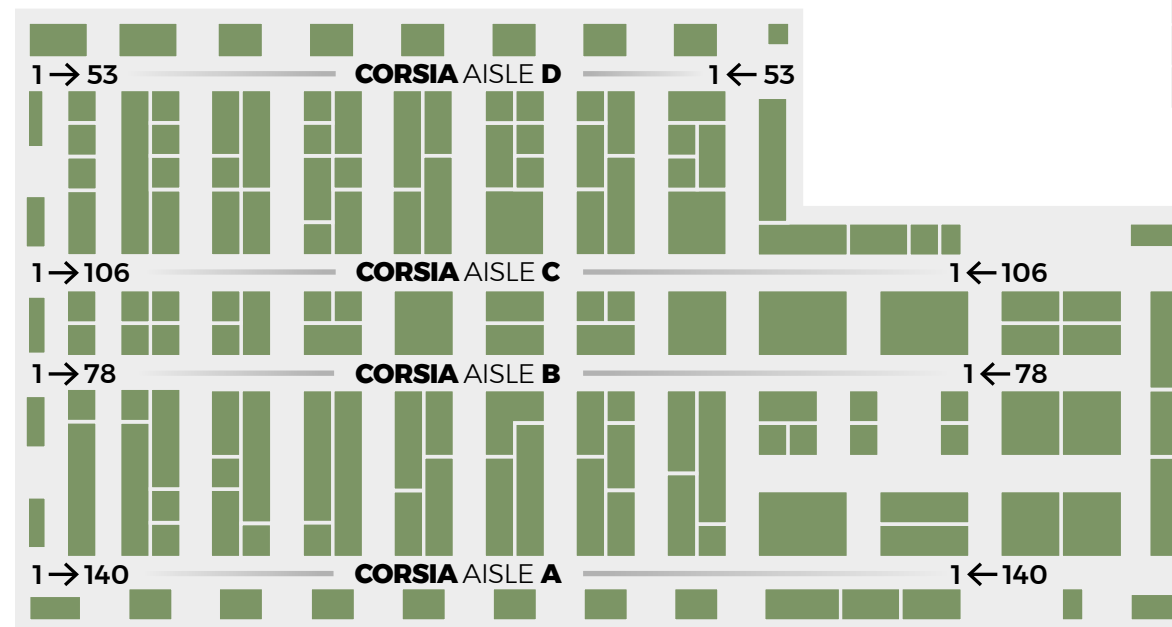 1 → 53 CORSIA AISLE D 1 ← 53
1 → 106 CORSIA AISLE C 1 ← 106
1 → 78 CORSIA AISLE B 1 ← 78
1 → 140 CORSIA AISLE A 1 ← 140